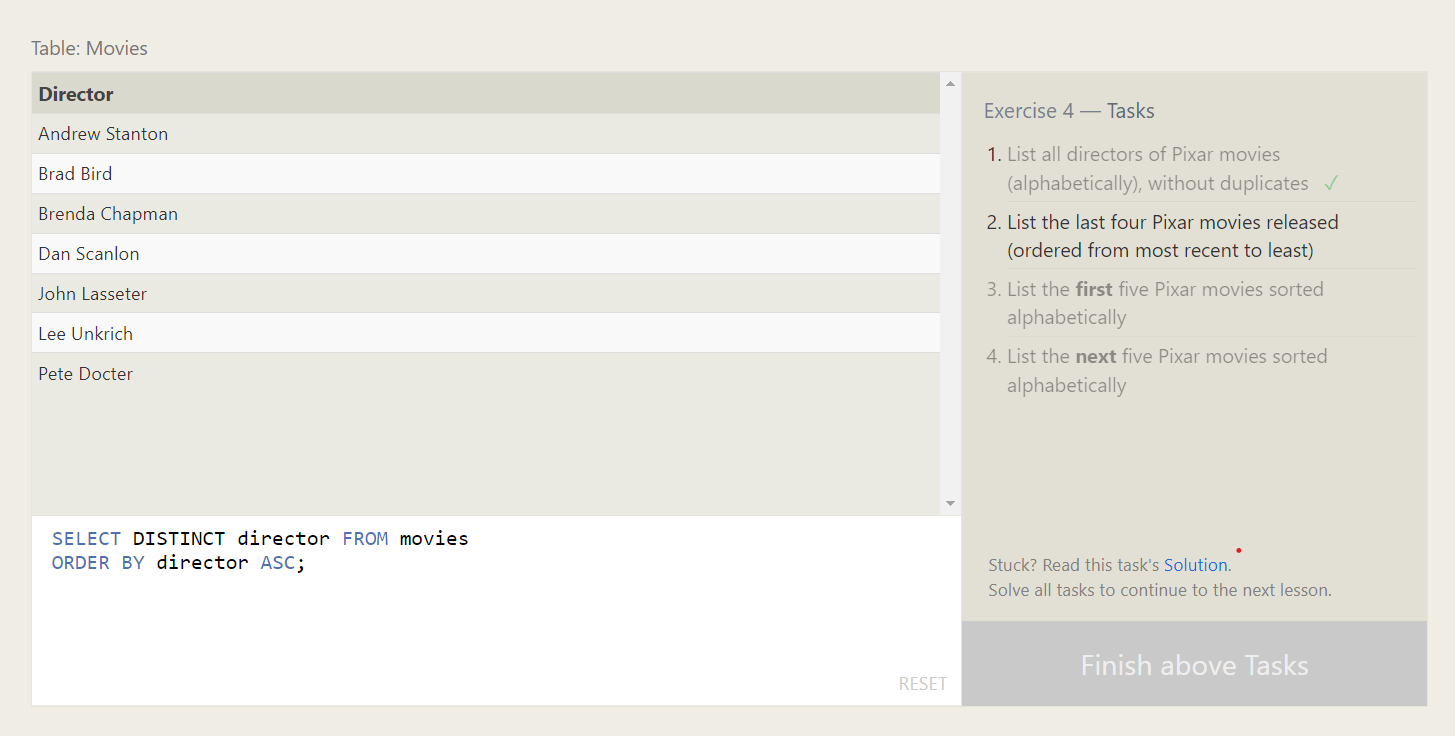 Table: Movies
Director
Andrew Stanton
Brad Bird
Brenda Chapman
Dan Scanlon
John Lasseter
Lee Unkrich
Pete Docter
SELECT DISTINCT director FROM movies
ORDER BY director ASC;
RESET
Exercise 4 — Tasks
1. List all directors of Pixar movies
(alphabetically), without duplicates ✓
2. List the last four Pixar movies released
(ordered from most recent to least)
3. List the first five Pixar movies sorted
alphabetically
4. List the next five Pixar movies sorted
alphabetically
Stuck? Read this task's Solution.
Solve all tasks to continue to the next lesson.
Finish above Tasks